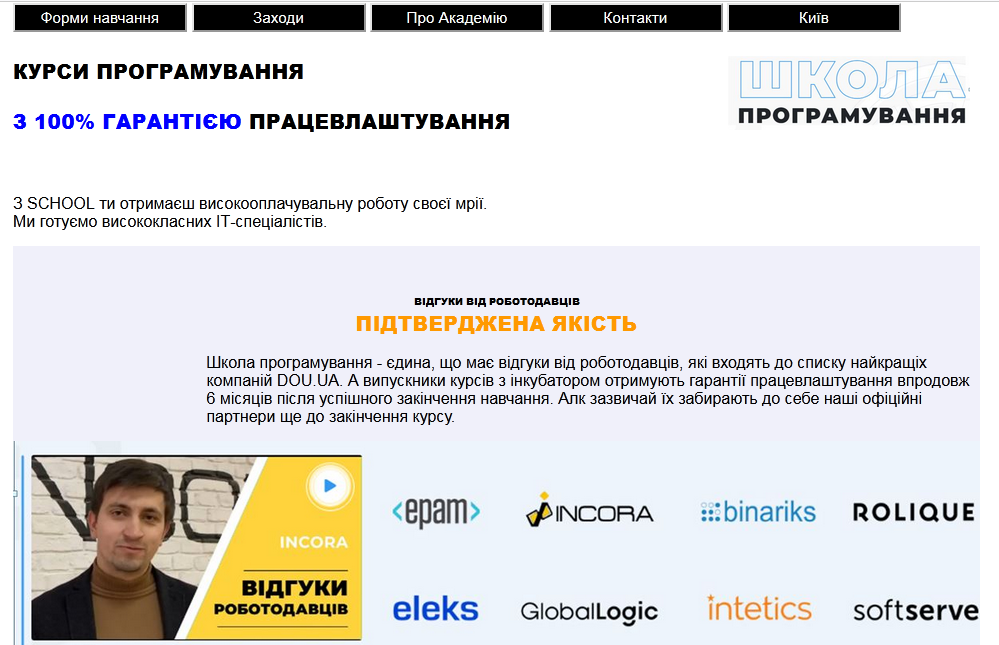 Форми навчання
Заходи
Про Академію
Контакти
Київ
КУРСИ ПРОГРАМУВАННЯ
З 100% ГАРАНТІЄЮ ПРАЦЕВЛАШТУВАННЯ
ШКОЛА
ПРОГРАМУВАННЯ
З SCHOOL ти отримаєш високооплачувальну роботу своєї мрії.
Ми готуємо висококласних ІТ-спеціалістів.
ВІДГУКИ ВІД РОБОТОДАВЦІВ
ПІДТВЕРДЖЕНА ЯКІСТЬ
Школа програмування - єдина, що має відгуки від роботодавців, які входять до списку найкращіх
компаній DOU.UA. А випускники курсів з інкубатором отримують гарантії працевлаштування впродовж
6 місяців після успішного закінчення навчання. Алк зазвичай їх забирають до себе наші офіційні
партнери ще до закінчення курсу.
INCORA
ВІДГУКИ
РОБОТОДАВЦІВ
<epam>
INCORA
binariks
ROLIQUE
eleks
GlobalLogic
intetics
softserve